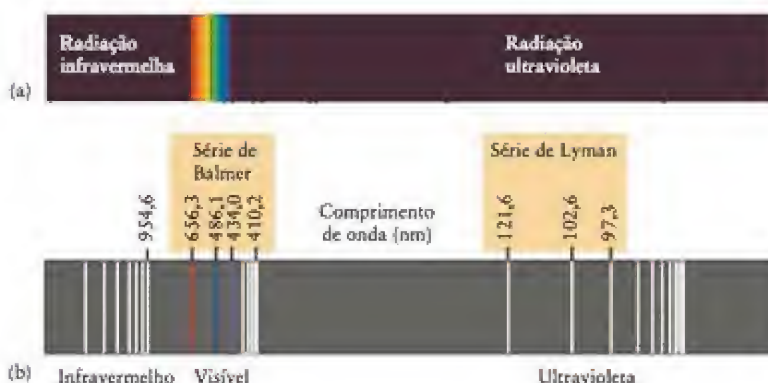 Radiação
infravermelha
Radiação
ultravioleta
(a)
Série de
Balmer
Série de Lyman
954,6
656,3
486,1
434,0
410,2
Comprimento
de onda (nm)
121,6
102,6
97,3
(b)
Infravermelho Visível Ultravioleta